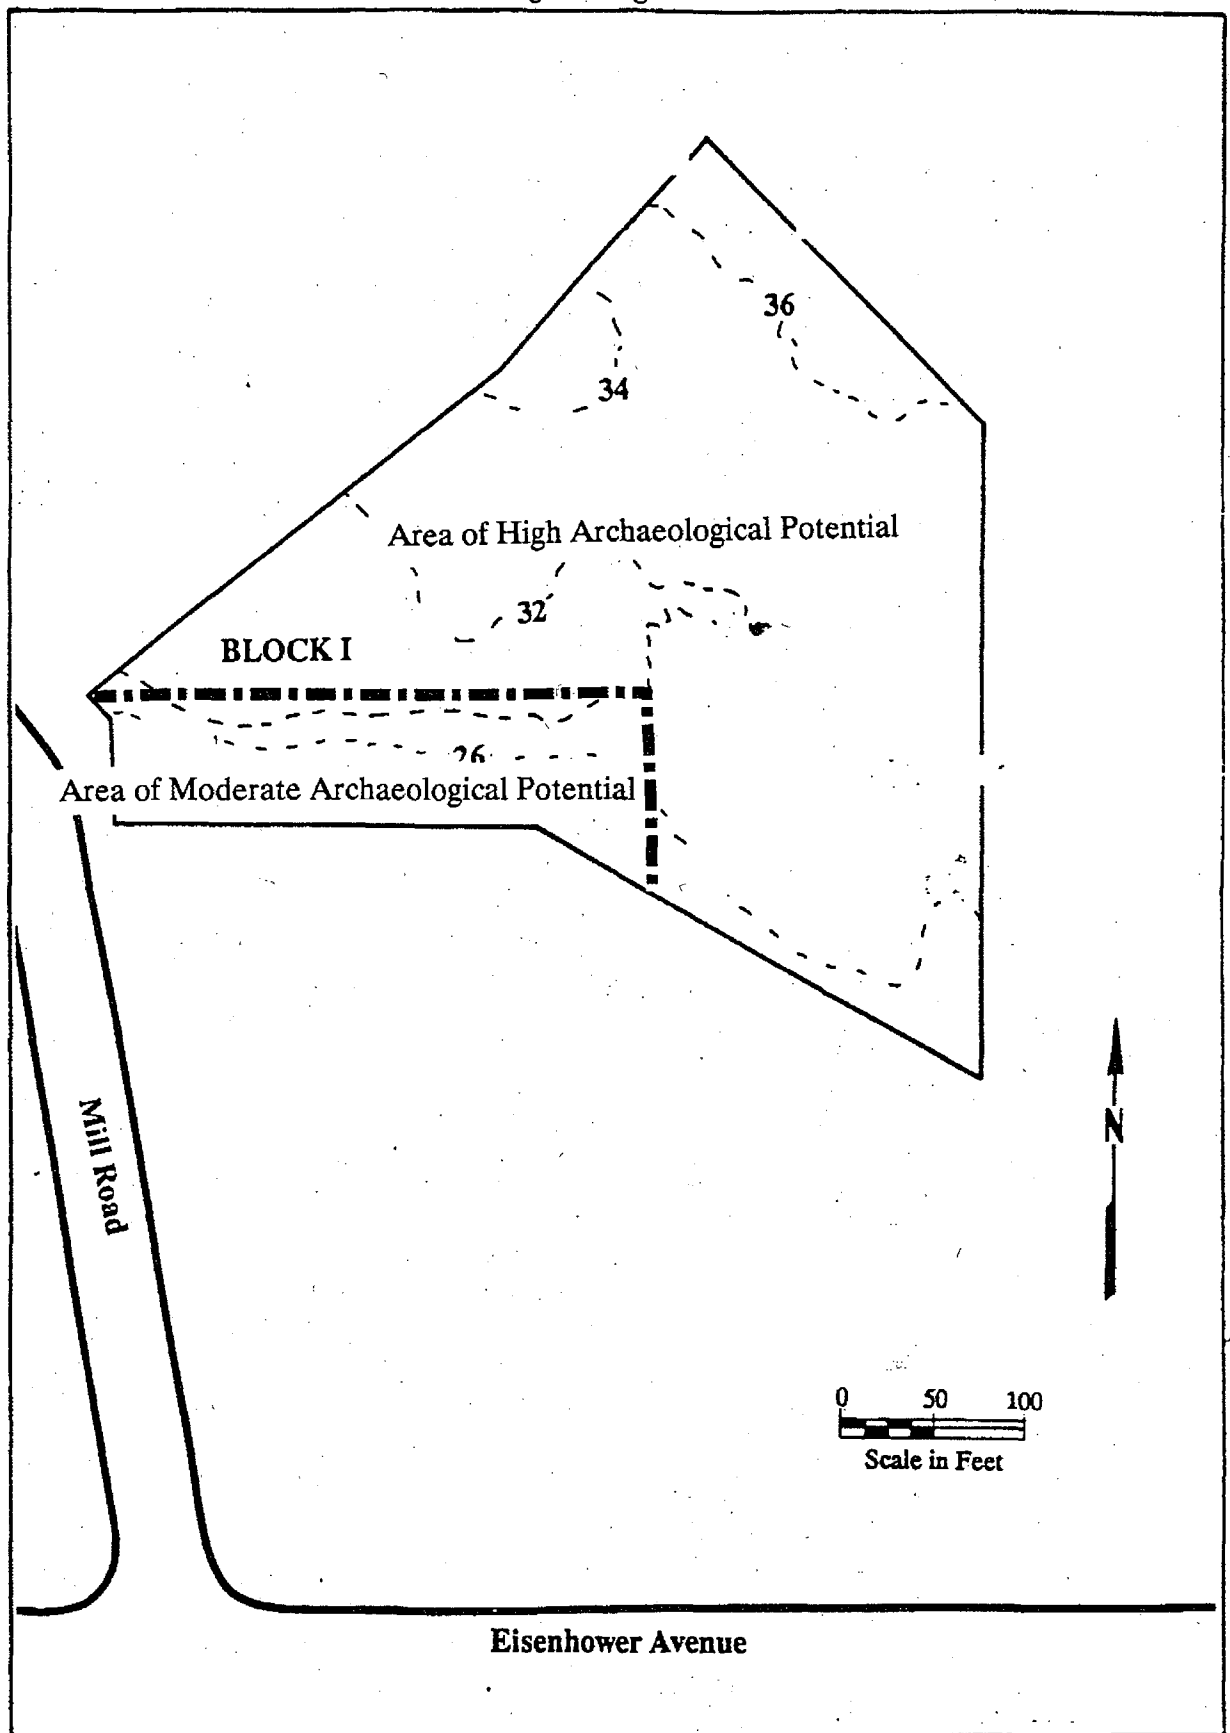 36
34
Area of High Archaeological Potential
32
BLOCK I
26
Area of Moderate Archaeological Potential
Mill Road
N
0 50 100
Scale in Feet
Eisenhower Avenue